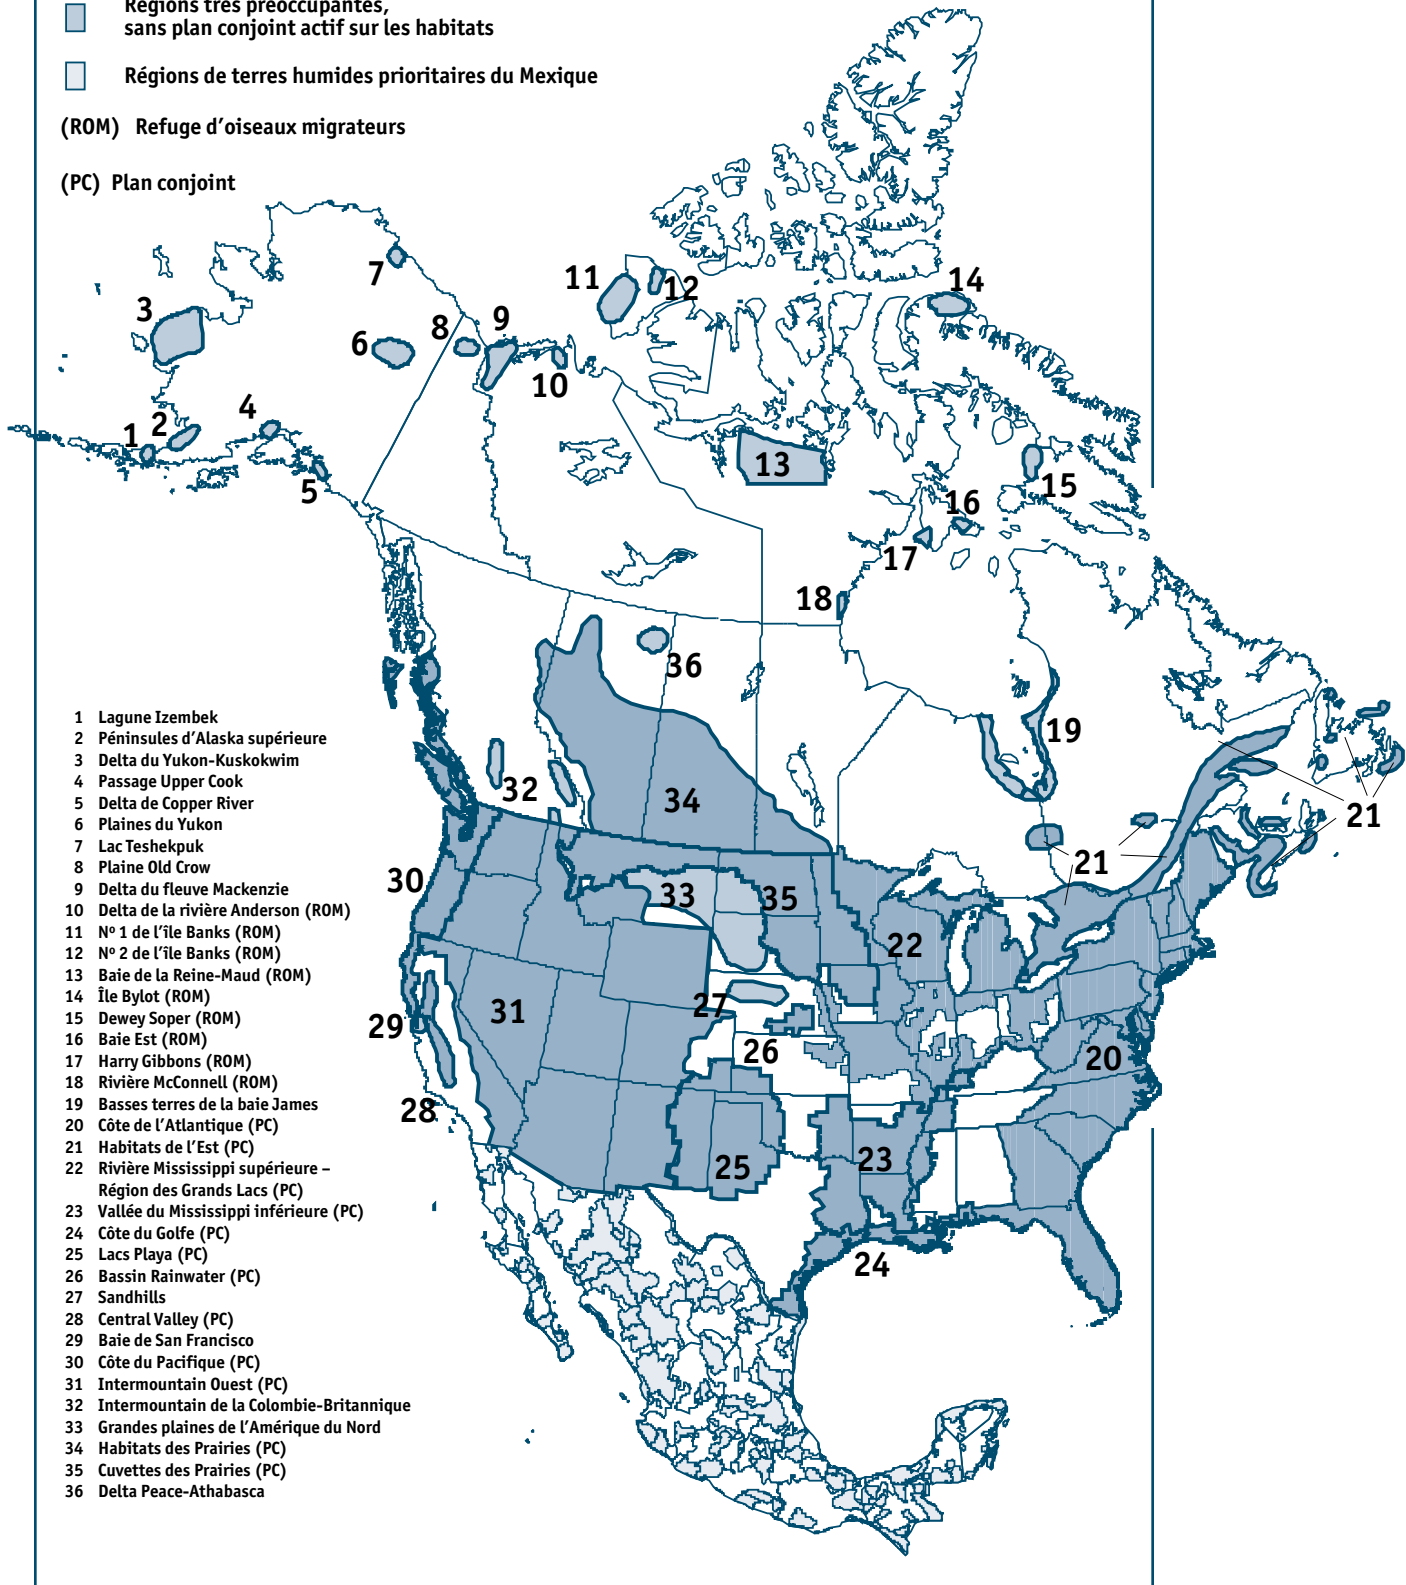 Régions très préoccupantes,
sans plan conjoint actif sur les habitats
Régions de terres humides prioritaires du Mexique
(ROM) Refuge d'oiseaux migrateurs
(PC) Plan conjoint
7
11
12
14
3
8
9
6
10
4
2
1
13
5
15
16
17
18
36
19
32
34
21
21
30
33
35
22
31
27
29
26
20
28
25
23
24
1 Lagune Izembek
2 Péninsules d'Alaska supérieure
3 Delta du Yukon-Kuskokwim
4 Passage Upper Cook
5 Delta de Copper River
6 Plaines du Yukon
7 Lac Teshekpuk
8 Plaine Old Crow
9 Delta du fleuve Mackenzie
10 Delta de la rivière Anderson (ROM)
11 Nº 1 de l'île Banks (ROM)
12 Nº 2 de l'île Banks (ROM)
13 Baie de la Reine-Maud (ROM)
14 Île Bylot (ROM)
15 Dewey Soper (ROM)
16 Baie Est (ROM)
17 Harry Gibbons (ROM)
18 Rivière McConnell (ROM)
19 Basses terres de la baie James
20 Côte de l'Atlantique (PC)
21 Habitats de l'Est (PC)
22 Rivière Mississippi supérieure –
Région des Grands Lacs (PC)
23 Vallée du Mississippi inférieure (PC)
24 Côte du Golfe (PC)
25 Lacs Playa (PC)
26 Bassin Rainwater (PC)
27 Sandhills
28 Central Valley (PC)
29 Baie de San Francisco
30 Côte du Pacifique (PC)
31 Intermountain Ouest (PC)
32 Intermountain de la Colombie-Britannique
33 Grandes plaines de l'Amérique du Nord
34 Habitats des Prairies (PC)
35 Cuvettes des Prairies (PC)
36 Delta Peace-Athabasca